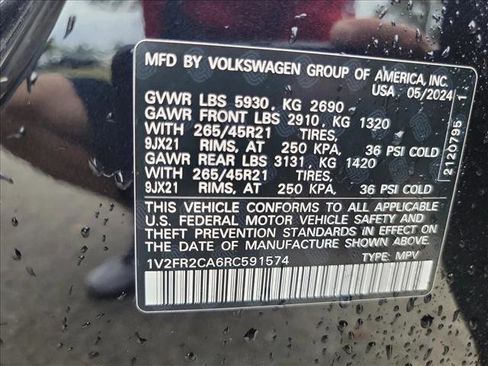 MFD BY VOLKSWAGEN GROUP OF AMERICA, INC.
USA 05/2024
GVWR LBS 5930, KG 2690
GAWR FRONT LBS 2910, KG 1320
WITH 265/45R21 TIRES,
9JX21 RIMS, AT 250 KPA, 36 PSI COLD
GAWR REAR LBS 3131, KG 1420
WITH 265/45R21 TIRES,
9JX21 RIMS, AT 250 KPA, 36 PSI COLD
THIS VEHICLE CONFORMS TO ALL APPLICABLE
U.S. FEDERAL MOTOR VEHICLE SAFETY AND
THEFT PREVENTION STANDARDS IN EFFECT ON
THE DATE OF MANUFACTURE SHOWN ABOVE.
1V2FR2CA6RC591574 TYPE: MPV
2120795 1